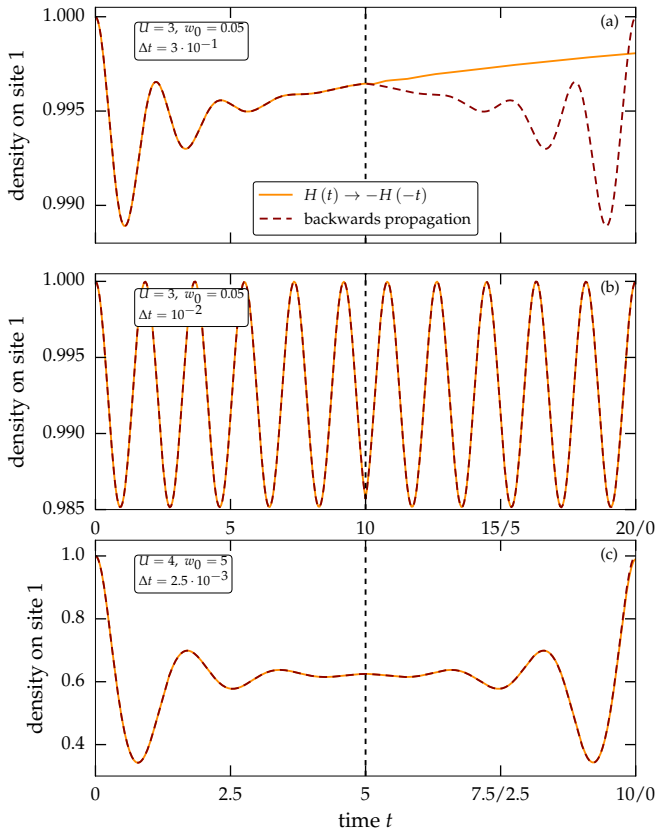 1.000
0.995
0.990
density on site 1
U = 3, w₀ = 0.05
Δt = 3 · 10⁻¹
(a)
H (t) → −H (−t)
backwards propagation
1.000
0.995
0.990
0.985
density on site 1
U = 3, w₀ = 0.05
Δt = 10⁻²
(b)
0 5 10 15/5 20/0
1.0
0.8
0.6
0.4
density on site 1
U = 4, w₀ = 5
Δt = 2.5 · 10⁻³
(c)
0 2.5 5 7.5/2.5 10/0
time t